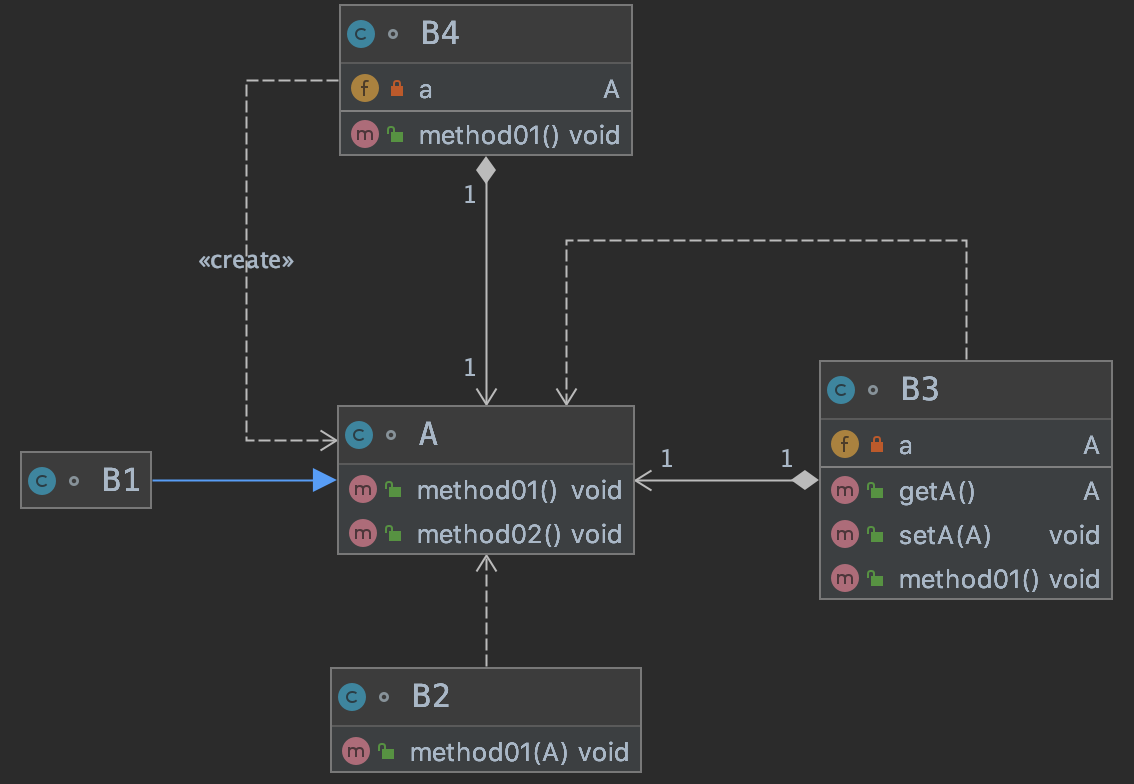 C B4
f a A
m method01() void
1
«create»
1
C B3
f a A
C A
1 1
C B1
m method01() void
m getA() A
m method02() void
m setA(A) void
m method01() void
C B2
m method01(A) void